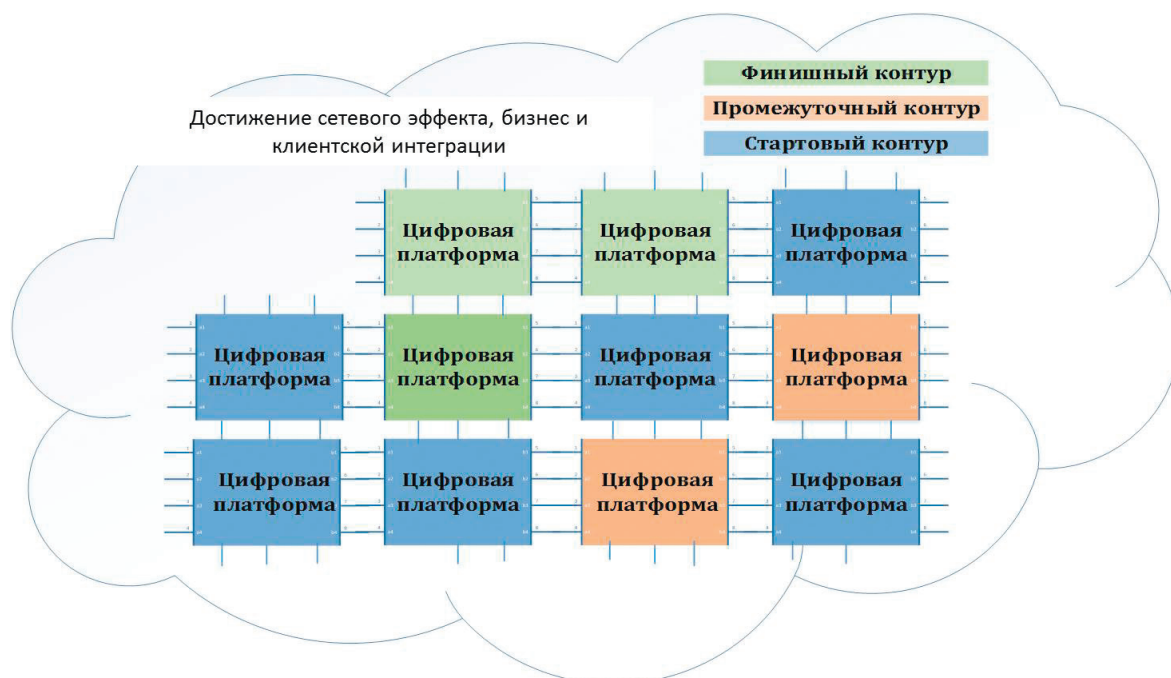 Финишный контур
Промежуточный контур
Стартовый контур
Достижение сетевого эффекта, бизнес и
клиентской интеграции
Цифровая
платформа
Цифровая
платформа
Цифровая
платформа
Цифровая
платформа
Цифровая
платформа
Цифровая
платформа
Цифровая
платформа
Цифровая
платформа
Цифровая
платформа
Цифровая
платформа
Цифровая
платформа